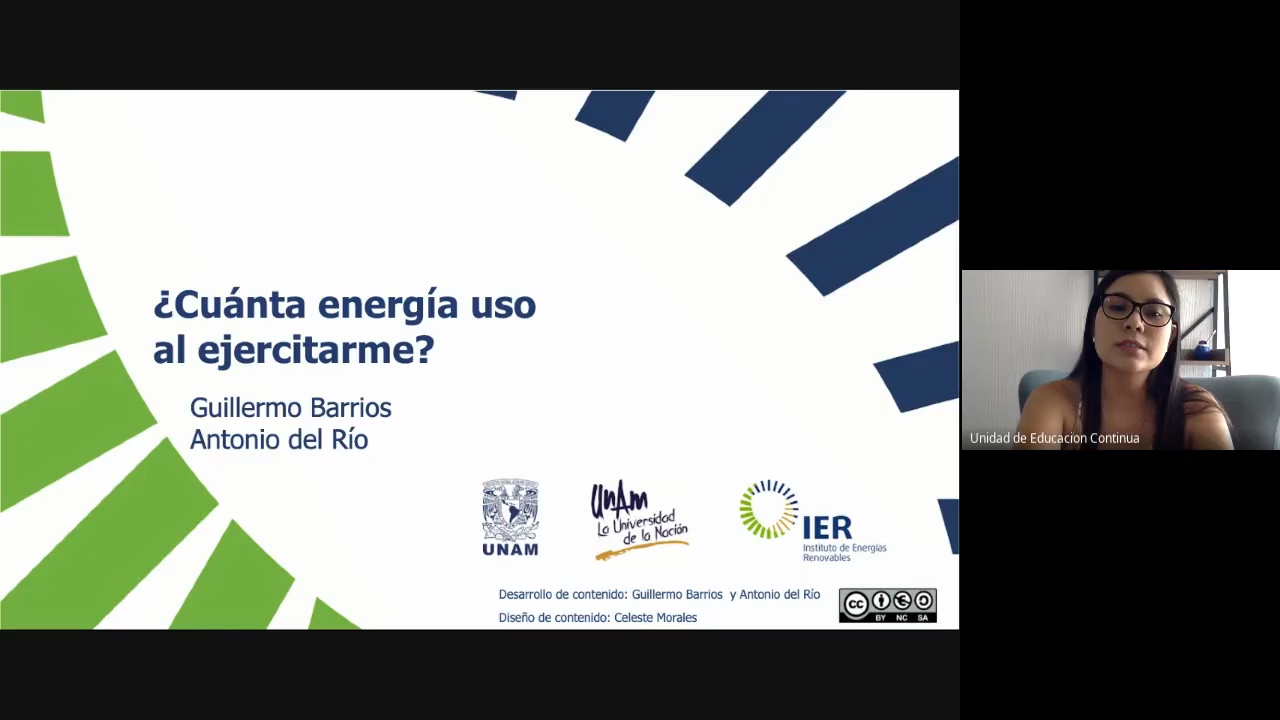 ¿Cuánta energía uso
al ejercitarme?
Guillermo Barrios
Antonio del Río
UNAM
UnAm
La Universidad
de la Nación
IER
Instituto de Energías
Renovables
Desarrollo de contenido: Guillermo Barrios y Antonio del Río
Diseño de contenido: Celeste Morales
cc
BY NC SA
Unidad de Educacion Continua